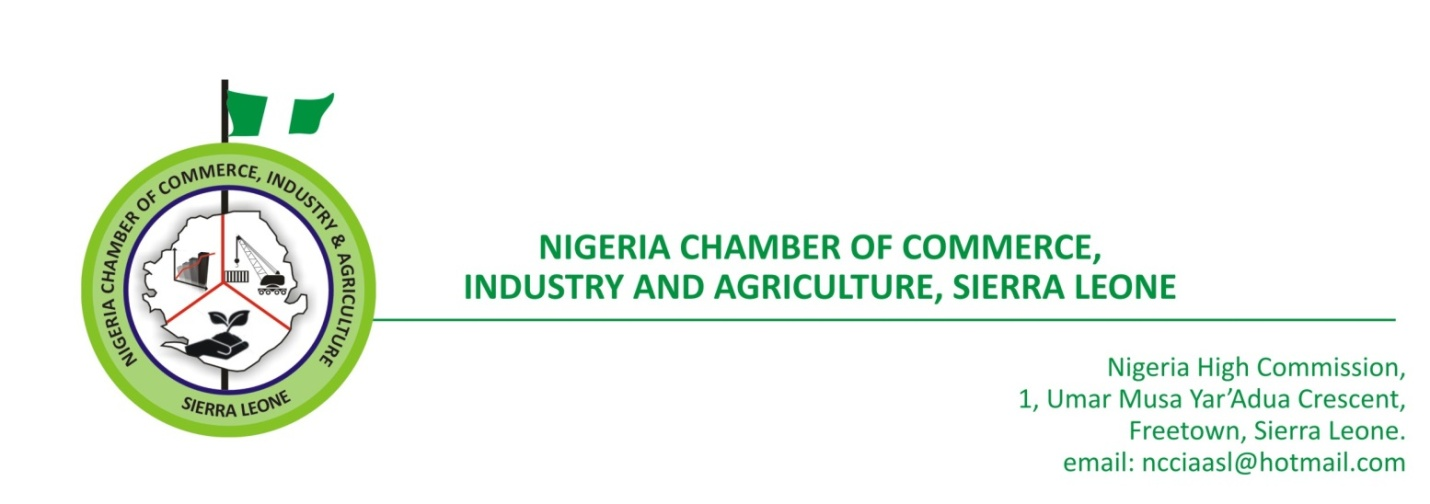 NIGERIA CHAMBER OF COMMERCE, INDUSTRY & AGRICULTURE
SIERRA LEONE
NIGERIA CHAMBER OF COMMERCE,
INDUSTRY AND AGRICULTURE, SIERRA LEONE
Nigeria High Commission,
1, Umar Musa Yar’Adua Crescent,
Freetown, Sierra Leone.
email: ncciaasl@hotmail.com